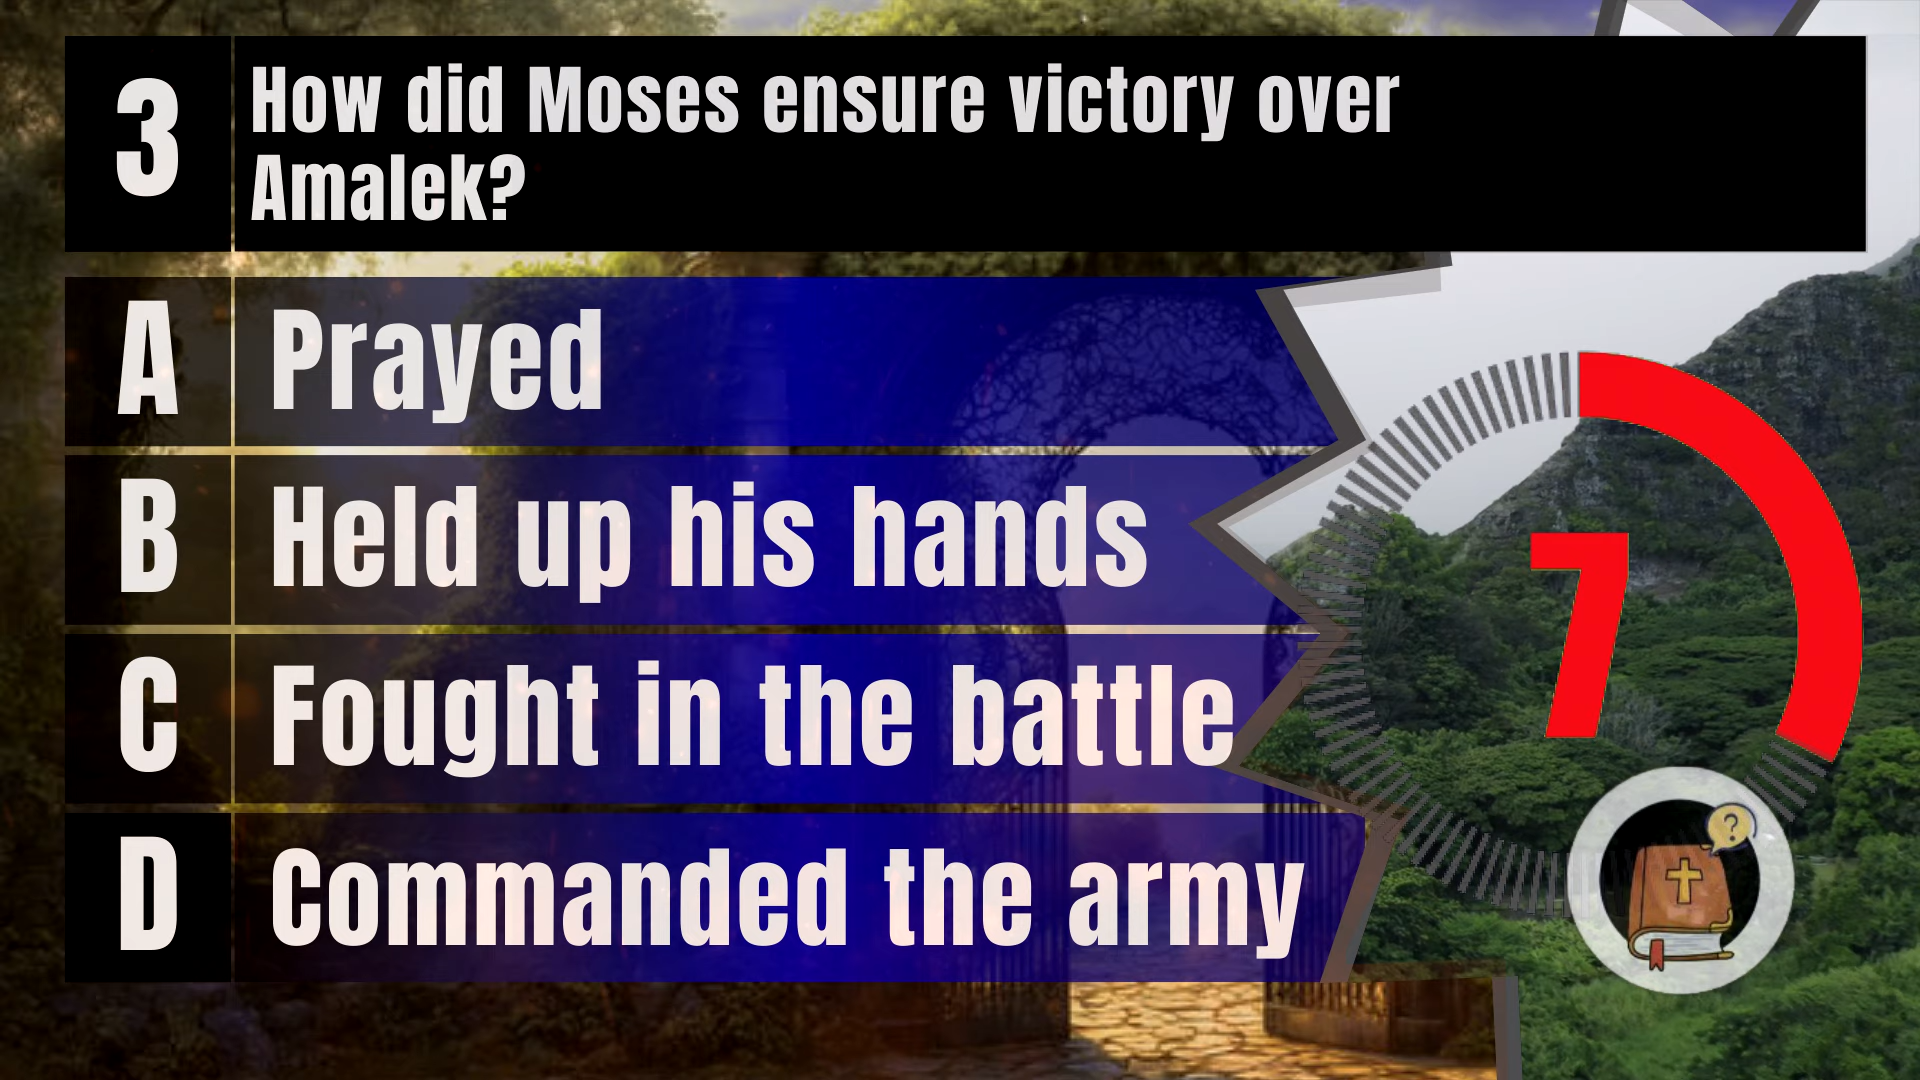 3
How did Moses ensure victory over
Amalek?
A
Prayed
B
Held up his hands
C
Fought in the battle
D
Commanded the army
7
?